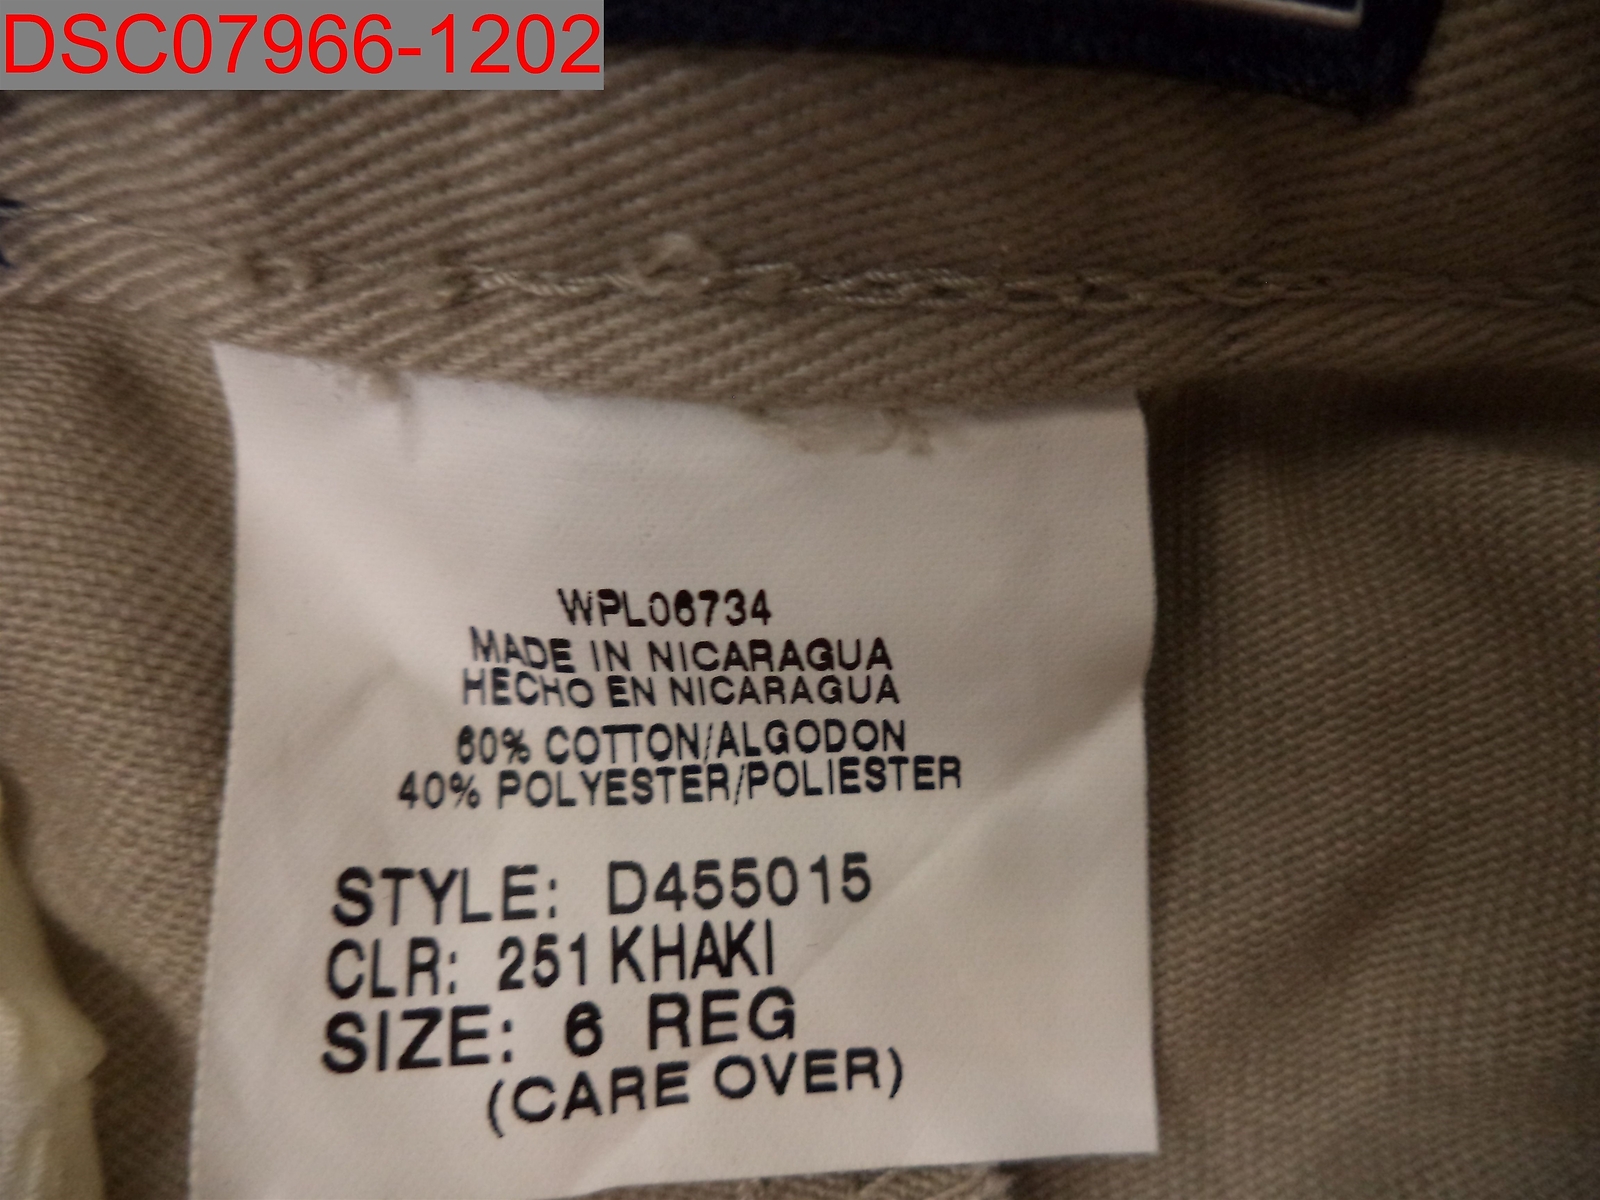 DSC07966-1202
WPL06734
MADE IN NICARAGUA
HECHO EN NICARAGUA
60% COTTON/ALGODON
40% POLYESTER/POLIESTER
STYLE: D455015
CLR: 251 KHAKI
SIZE: 6 REG
(CARE OVER)